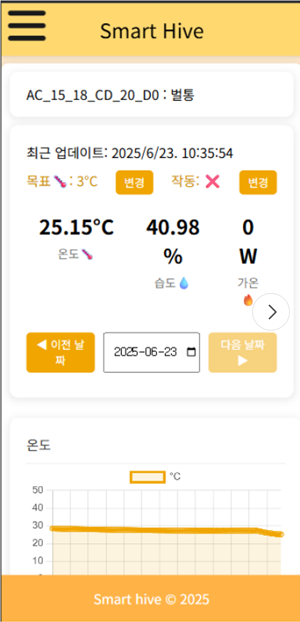 Smart Hive
AC_15_18_CD_20_D0 : 벌통
최근 업데이트: 2025/6/23. 10:35:54
목표🌡️: 3°C 변경 작동: ❌ 변경
25.15°C 40.98 0
% W
온도🌡️ 습도💧 가온
🔥
◀ 이전 날
짜
2025-06-23
다음 날짜
▶
온도
°C
50
40
30
20
10
Smart hive © 2025